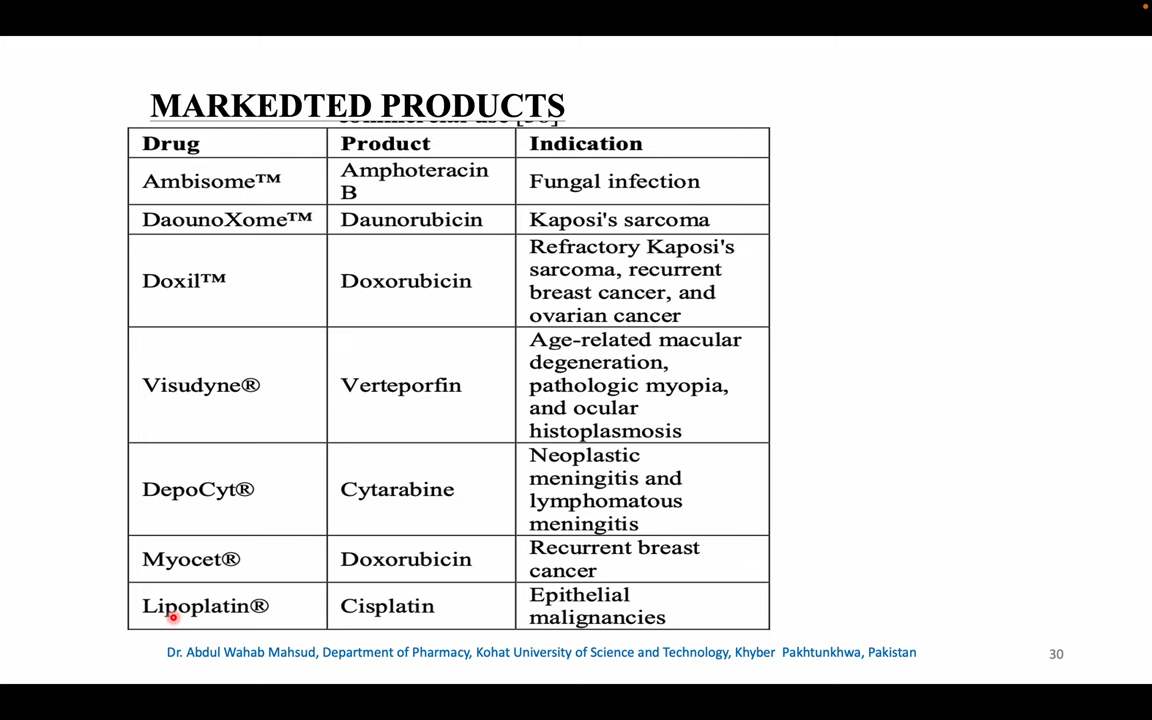 MARKEDTED PRODUCTS
commercial use [38]
Drug Product Indication
Ambisome™ Amphoteracin B Fungal infection
DaounoXome™ Daunorubicin Kaposi's sarcoma
Doxil™ Doxorubicin Refractory Kaposi's
sarcoma, recurrent
breast cancer, and
ovarian cancer
Visudyne® Verteporfin Age-related macular
degeneration,
pathologic myopia,
and ocular
histoplasmosis
DepoCyt® Cytarabine Neoplastic
meningitis and
lymphomatous
meningitis
Myocet® Doxorubicin Recurrent breast
cancer
Lipoplatin® Cisplatin Epithelial
malignancies
Dr. Abdul Wahab Mahsud, Department of Pharmacy, Kohat University of Science and Technology, Khyber Pakhtunkhwa, Pakistan
30